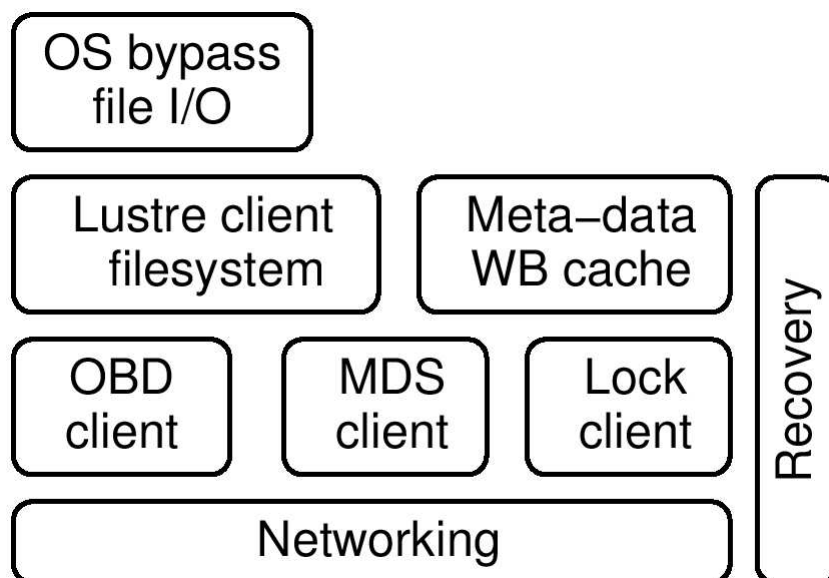 OS bypass
file I/O
Lustre client
filesystem
Meta−data
WB cache
OBD
client
MDS
client
Lock
client
Recovery
Networking